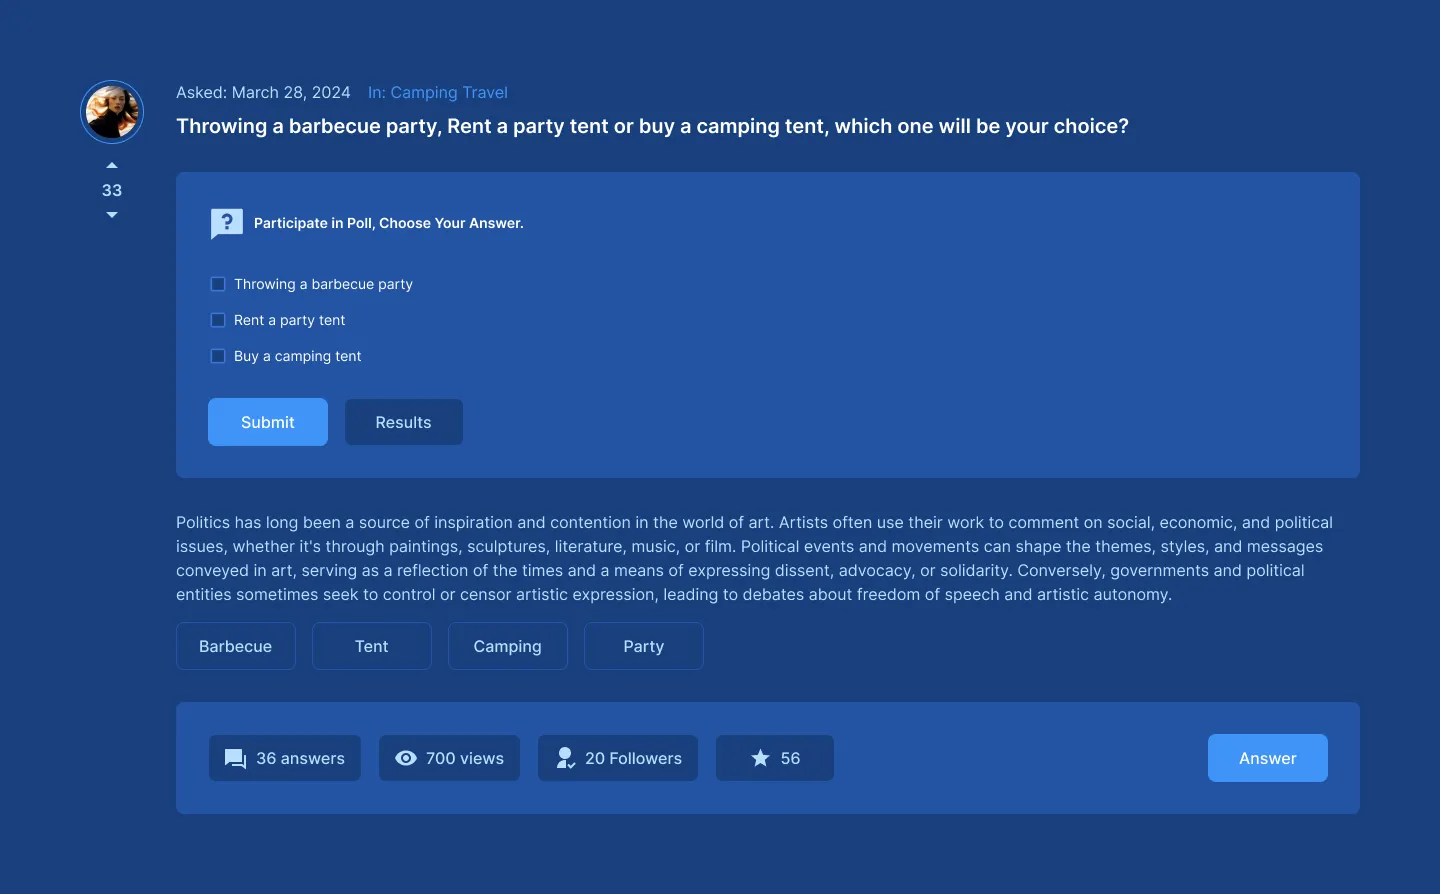 Asked: March 28, 2024 In: Camping Travel
Throwing a barbecue party, Rent a party tent or buy a camping tent, which one will be your choice?
33
? Participate in Poll, Choose Your Answer.
Throwing a barbecue party
Rent a party tent
Buy a camping tent
Submit Results
Politics has long been a source of inspiration and contention in the world of art. Artists often use their work to comment on social, economic, and political
issues, whether it's through paintings, sculptures, literature, music, or film. Political events and movements can shape the themes, styles, and messages
conveyed in art, serving as a reflection of the times and a means of expressing dissent, advocacy, or solidarity. Conversely, governments and political
entities sometimes seek to control or censor artistic expression, leading to debates about freedom of speech and artistic autonomy.
Barbecue Tent Camping Party
36 answers 700 views 20 Followers 56 Answer